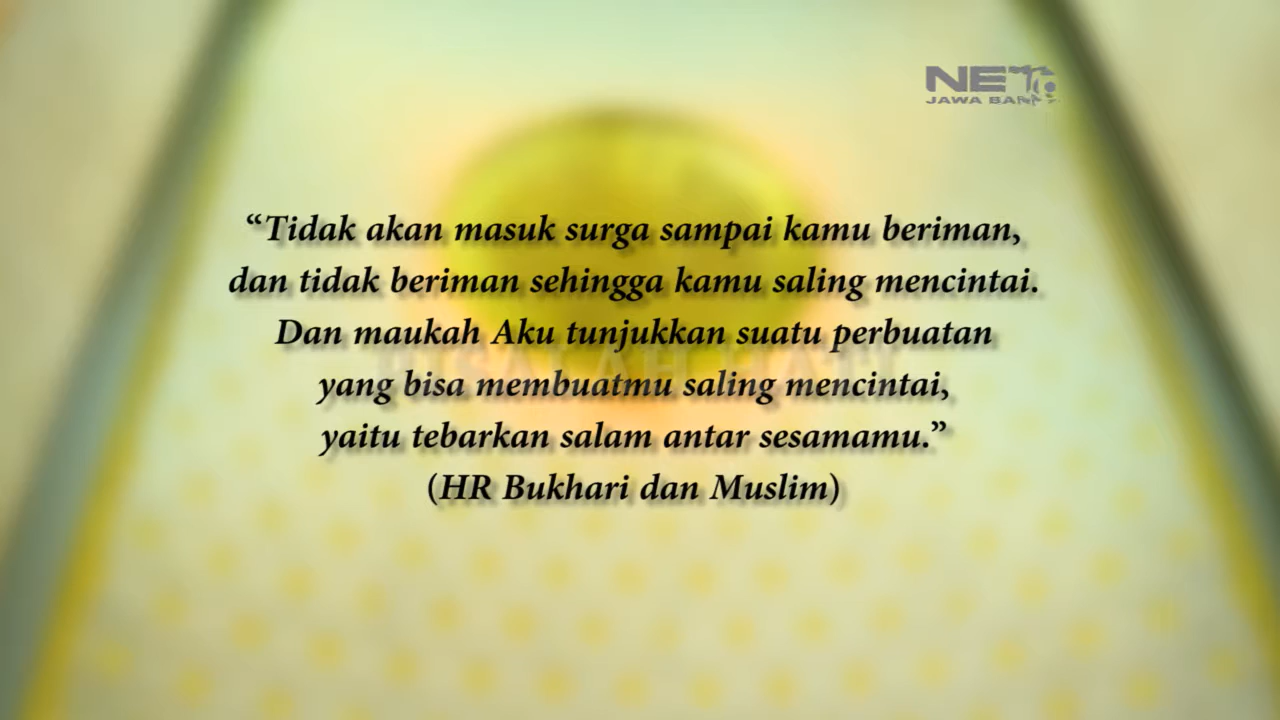 NET.
JAWA BARAT
“Tidak akan masuk surga sampai kamu beriman,
dan tidak beriman sehingga kamu saling mencintai.
Dan maukah Aku tunjukkan suatu perbuatan
yang bisa membuatmu saling mencintai,
yaitu tebarkan salam antar sesamamu.”
(HR Bukhari dan Muslim)